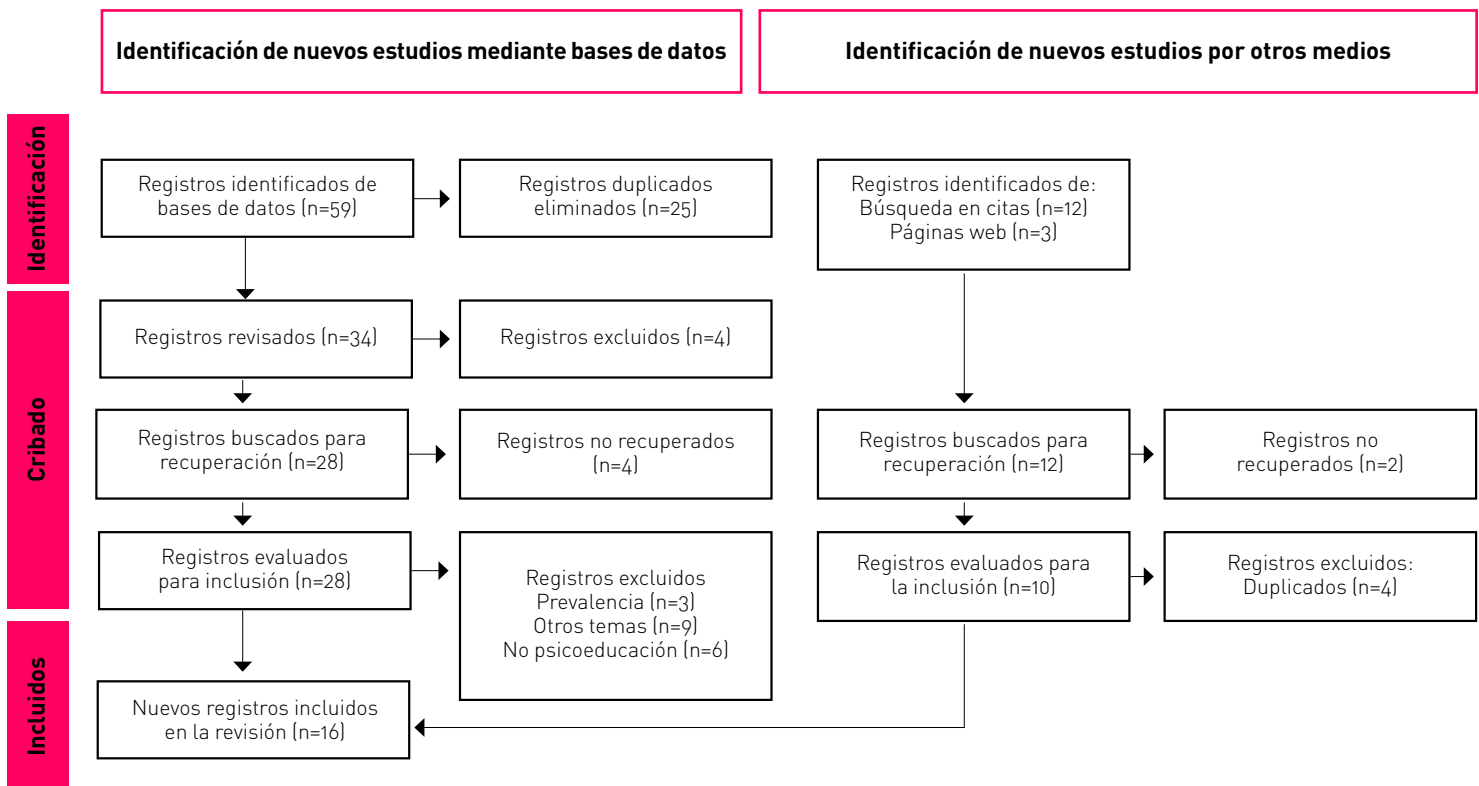 Identificación de nuevos estudios mediante bases de datos
Identificación de nuevos estudios por otros medios
Identificación
Registros identificados de
bases de datos (n=59)
Registros duplicados
eliminados (n=25)
Registros identificados de:
Búsqueda en citas (n=12)
Páginas web (n=3)
Cribado
Registros revisados (n=34)
Registros excluidos (n=4)
Registros buscados para
recuperación (n=28)
Registros no recuperados
(n=4)
Registros buscados para
recuperación (n=12)
Registros no
recuperados (n=2)
Registros evaluados
para inclusión (n=28)
Registros excluidos
Prevalencia (n=3)
Otros temas (n=9)
No psicoeducación (n=6)
Registros evaluados para
la inclusión (n=10)
Registros excluidos:
Duplicados (n=4)
Incluidos
Nuevos registros incluidos
en la revisión (n=16)